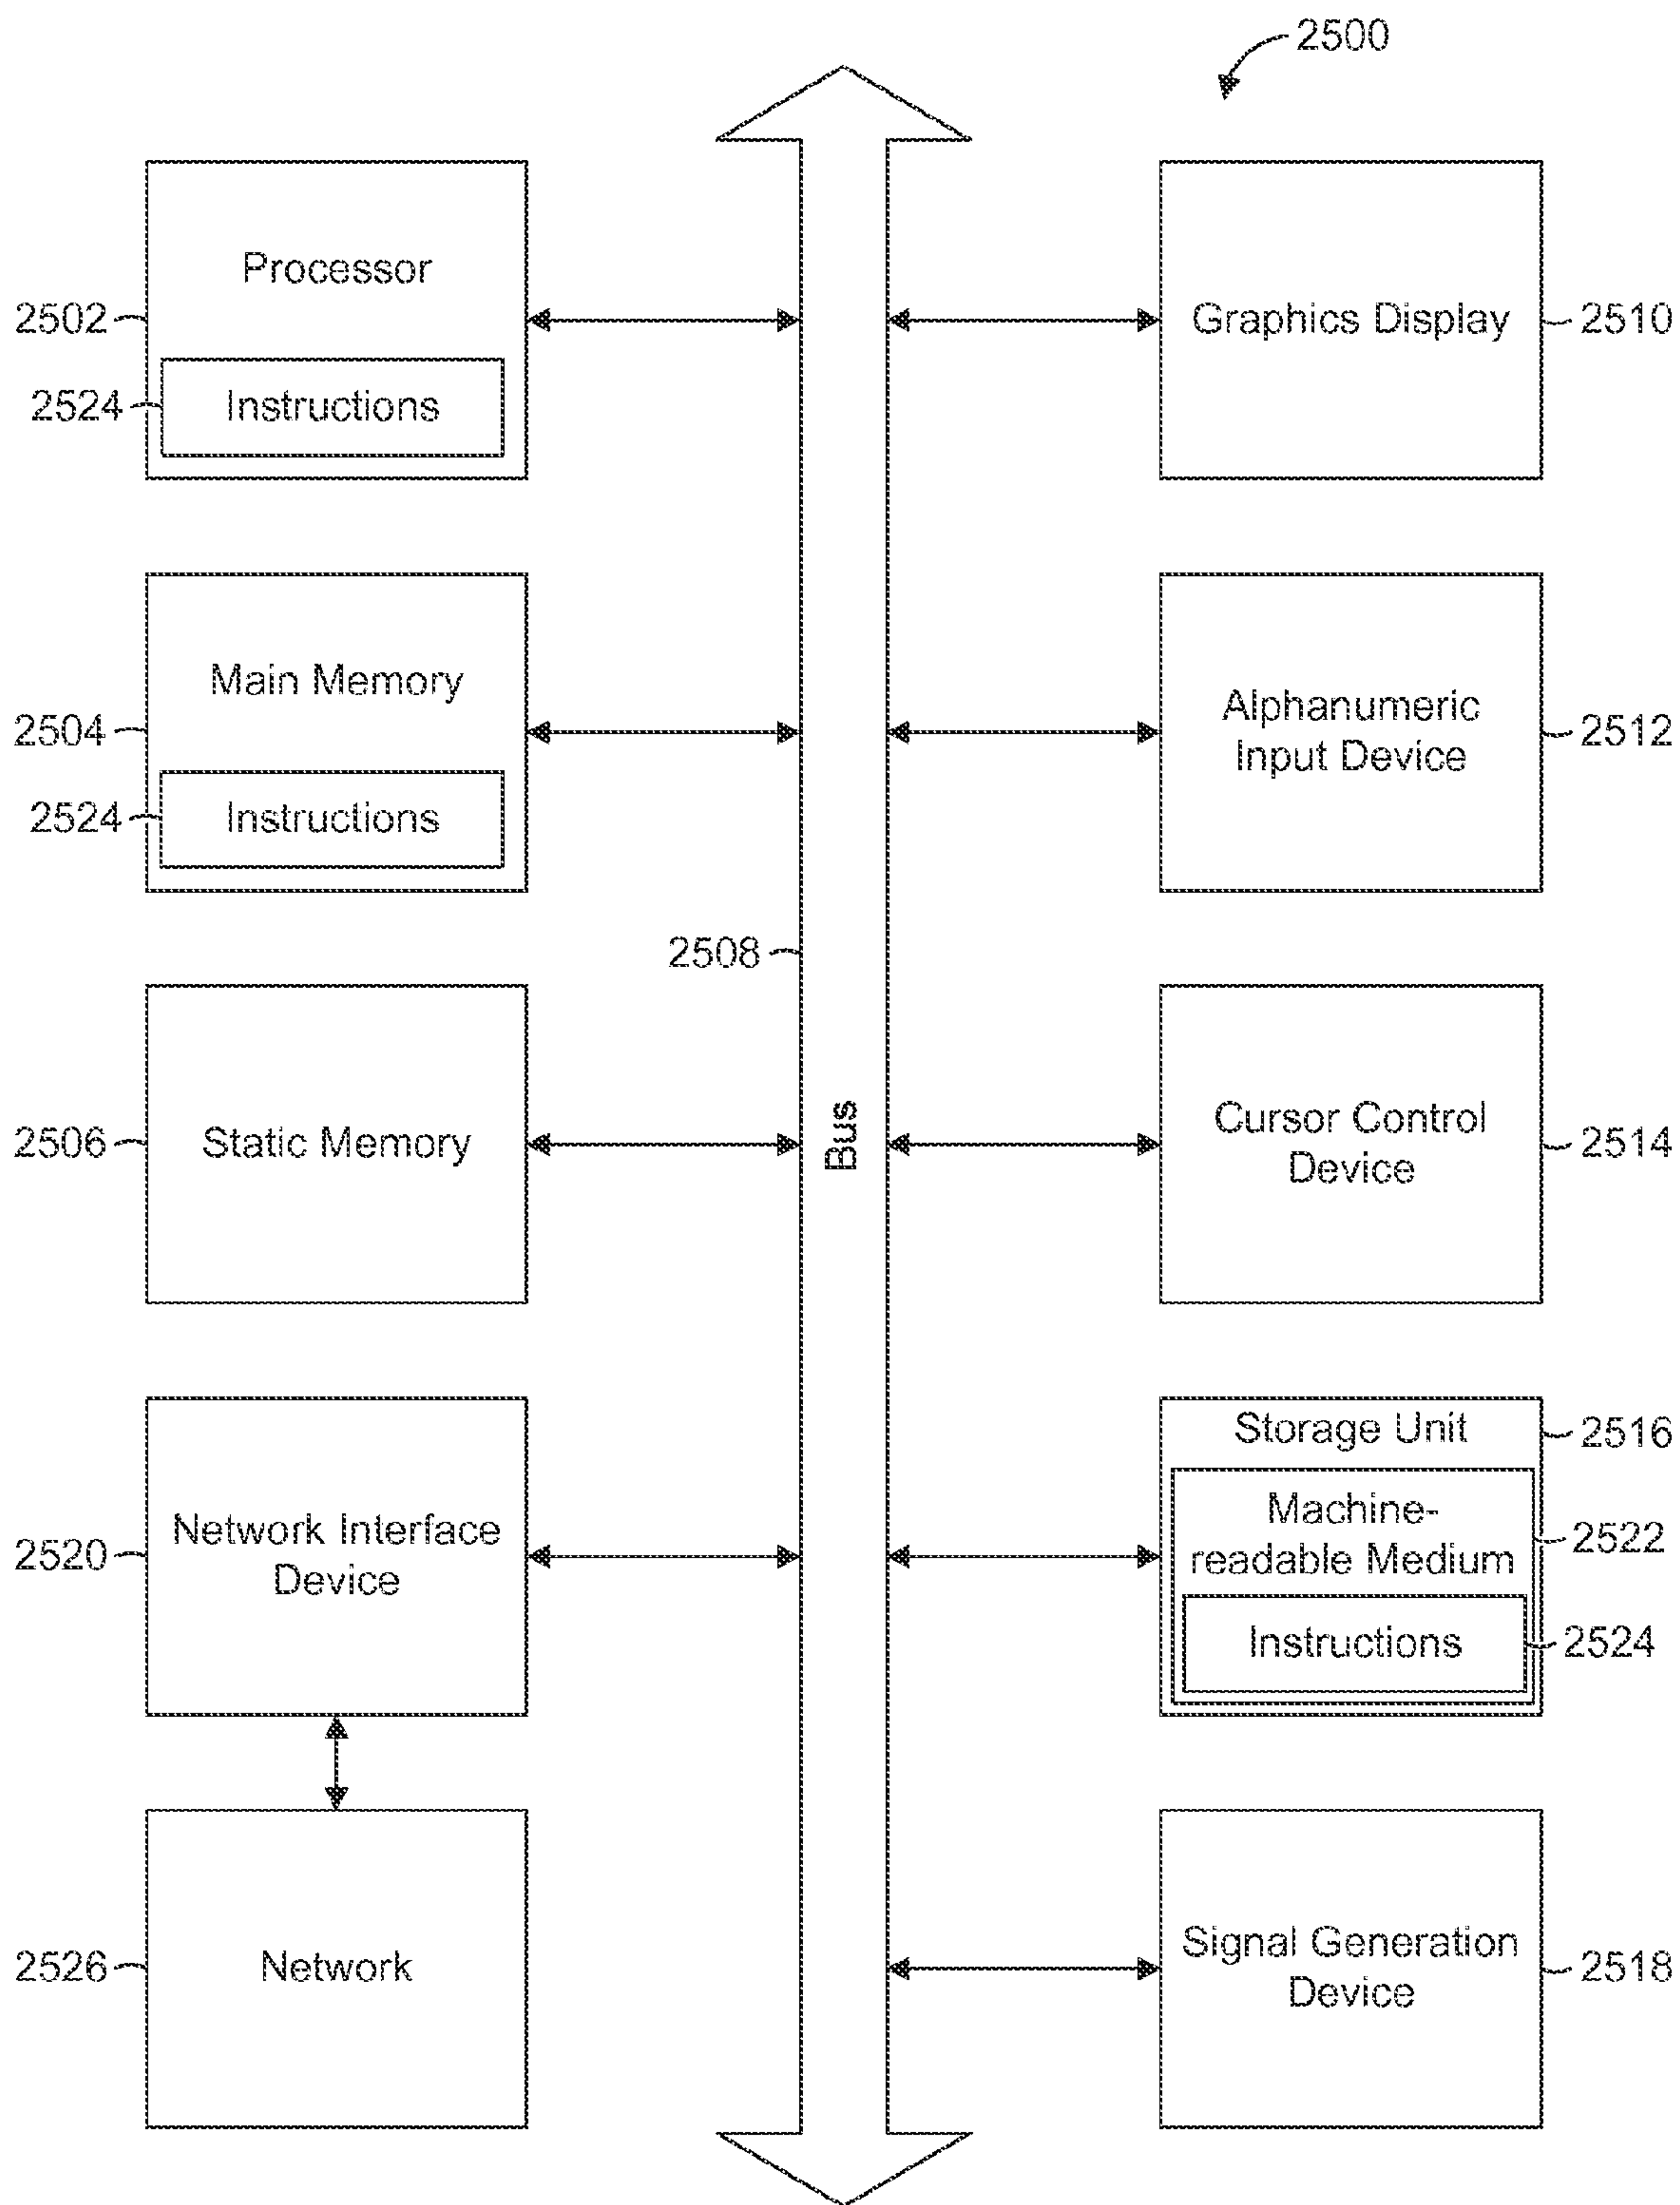 2500
Processor
2502
2524
Instructions
Graphics Display
2510
Main Memory
2504
2524
Instructions
Alphanumeric
Input Device
2512
2508
Bus
2506
Static Memory
Cursor Control
Device
2514
2520
Network Interface
Device
Storage Unit
2516
Machine-
readable Medium
2522
Instructions
2524
2526
Network
Signal Generation
Device
2518